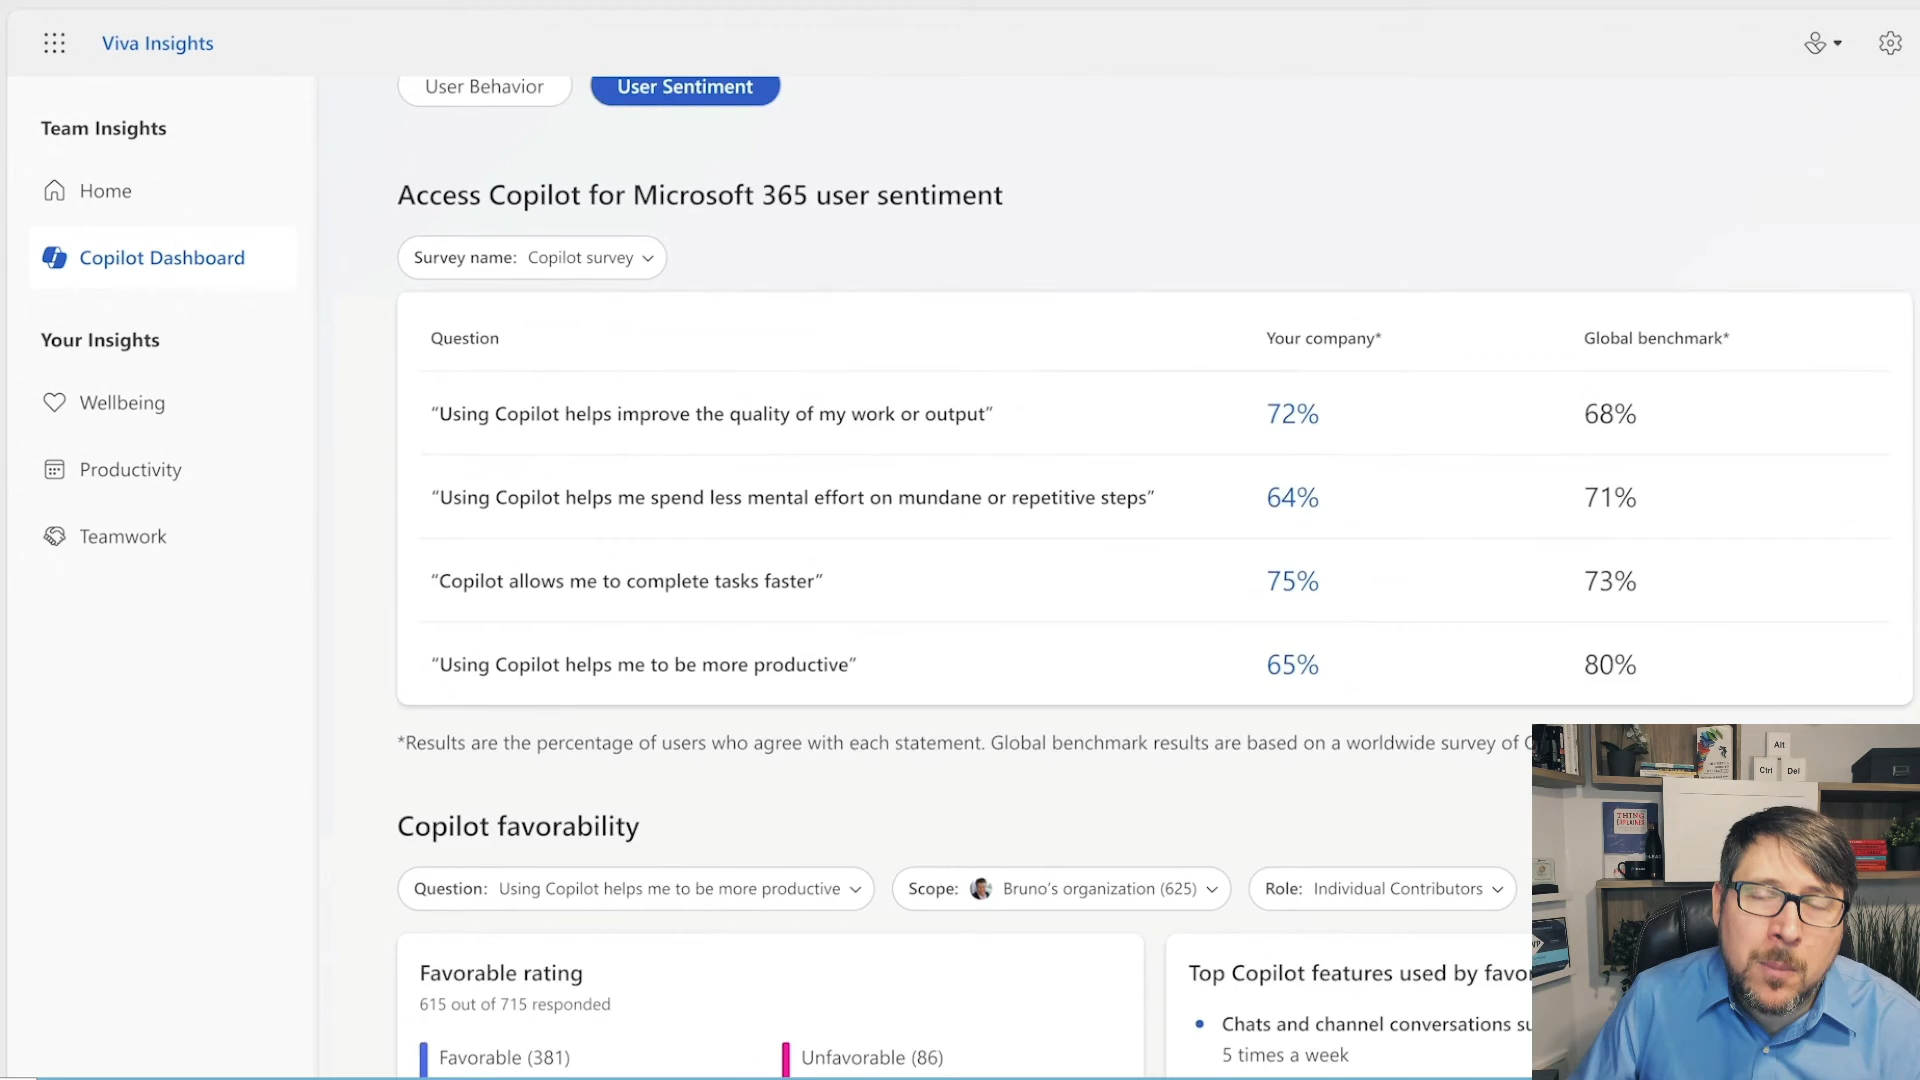 Viva Insights
User Behavior
User Sentiment
Team Insights
Home
Copilot Dashboard
Your Insights
Wellbeing
Productivity
Teamwork
Access Copilot for Microsoft 365 user sentiment
Survey name: Copilot survey
Question Your company* Global benchmark*
“Using Copilot helps improve the quality of my work or output” 72% 68%
“Using Copilot helps me spend less mental effort on mundane or repetitive steps” 64% 71%
“Copilot allows me to complete tasks faster” 75% 73%
“Using Copilot helps me to be more productive” 65% 80%
*Results are the percentage of users who agree with each statement. Global benchmark results are based on a worldwide survey of
Copilot favorability
Question: Using Copilot helps me to be more productive
Scope: Bruno’s organization (625)
Role: Individual Contributors
Favorable rating
615 out of 715 responded
Favorable (381)
Unfavorable (86)
Top Copilot features used by
Chats and channel conversations
5 times a week
Alt
Ctrl Del
THING
EXPLAINER